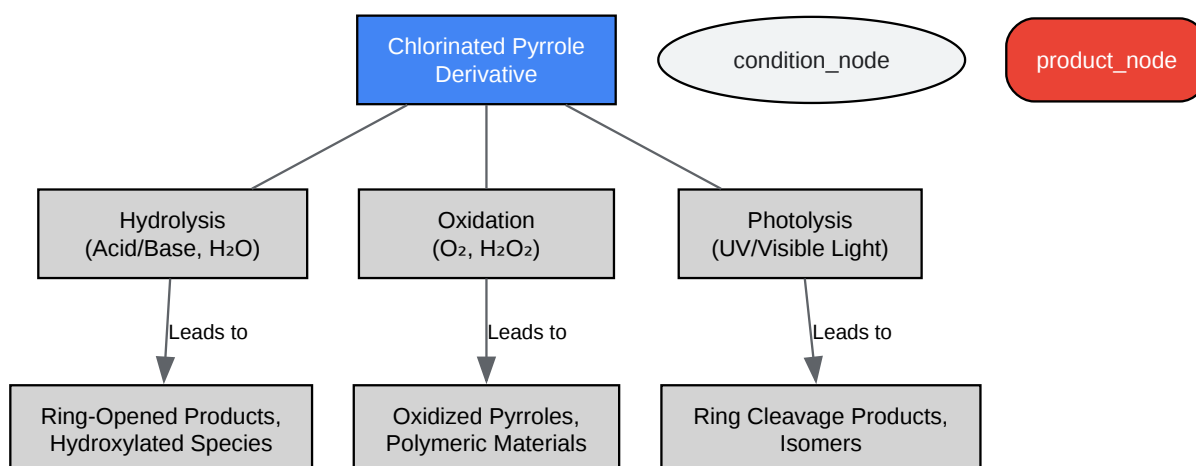 Chlorinated Pyrrole
Derivative
condition_node
product_node
Hydrolysis
(Acid/Base, H₂O)
Oxidation
(O₂, H₂O₂)
Photolysis
(UV/Visible Light)
Leads to
Leads to
Leads to
Ring-Opened Products,
Hydroxylated Species
Oxidized Pyrroles,
Polymeric Materials
Ring Cleavage Products,
Isomers